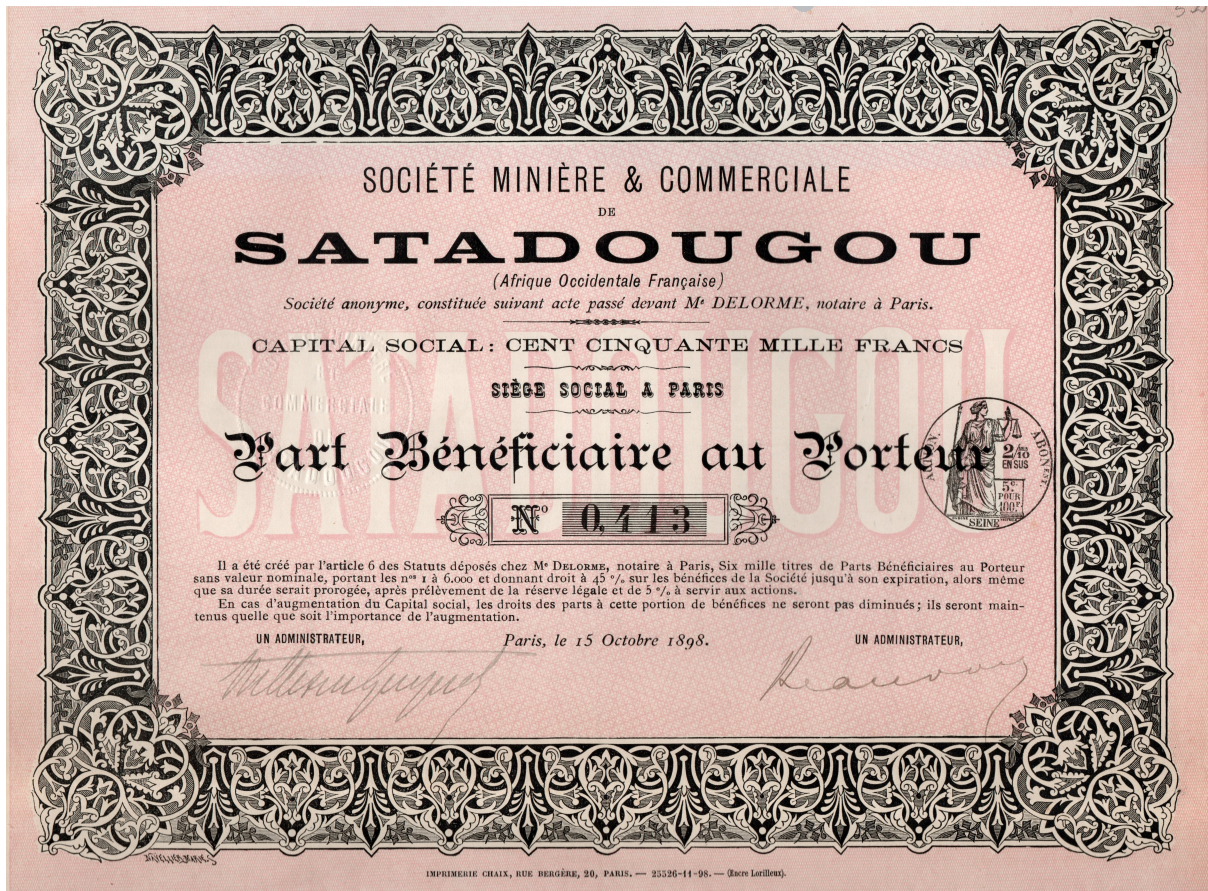 SOCIÉTÉ MINIÈRE & COMMERCIALE
DE
SATADOUGOU
(Afrique Occidentale Française)
Société anonyme, constituée suivant acte passé devant Mᵉ DELORME, notaire à Paris.
SATADOUGOU
CAPITAL SOCIAL: CENT CINQUANTE MILLE FRANCS
COMMERCIALE
SIÈGE SOCIAL A PARIS
Part Bénéficiaire au Porteur
ABONᵗ.
2/10
EN SUS
5ᶜ.
POUR
100ᶠ.
SEINE
Nº 0,413
Il a été créé par l'article 6 des Statuts déposés chez Mᵉ DELORME, notaire à Paris, Six mille titres de Parts Bénéficiaires au Porteur
sans valeur nominale, portant les nᵒˢ 1 à 6.000 et donnant droit à 45 % sur les bénéfices de la Société jusqu'à son expiration, alors même
que sa durée serait prorogée, après prélèvement de la réserve légale et de 5 % à servir aux actions.
En cas d'augmentation du Capital social, les droits des parts à cette portion de bénéfices ne seront pas diminués; ils seront main-
tenus quelle que soit l'importance de l'augmentation.
UN ADMINISTRATEUR, Paris, le 15 Octobre 1898. UN ADMINISTRATEUR,
IMPRIMERIE CHAIX, RUE BERGÈRE, 20, PARIS. — 25526-11-98. — (Encre Lorilleux).